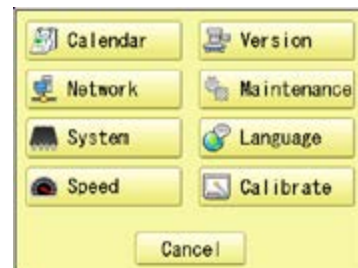 Calendar
Version
Network
Maintenance
System
Language
Speed
Calibrate
Cancel